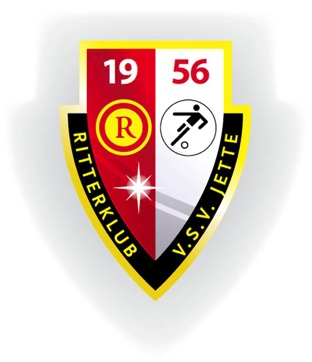 19 56
R
RITTERKLUB
V.S.V. JETTE